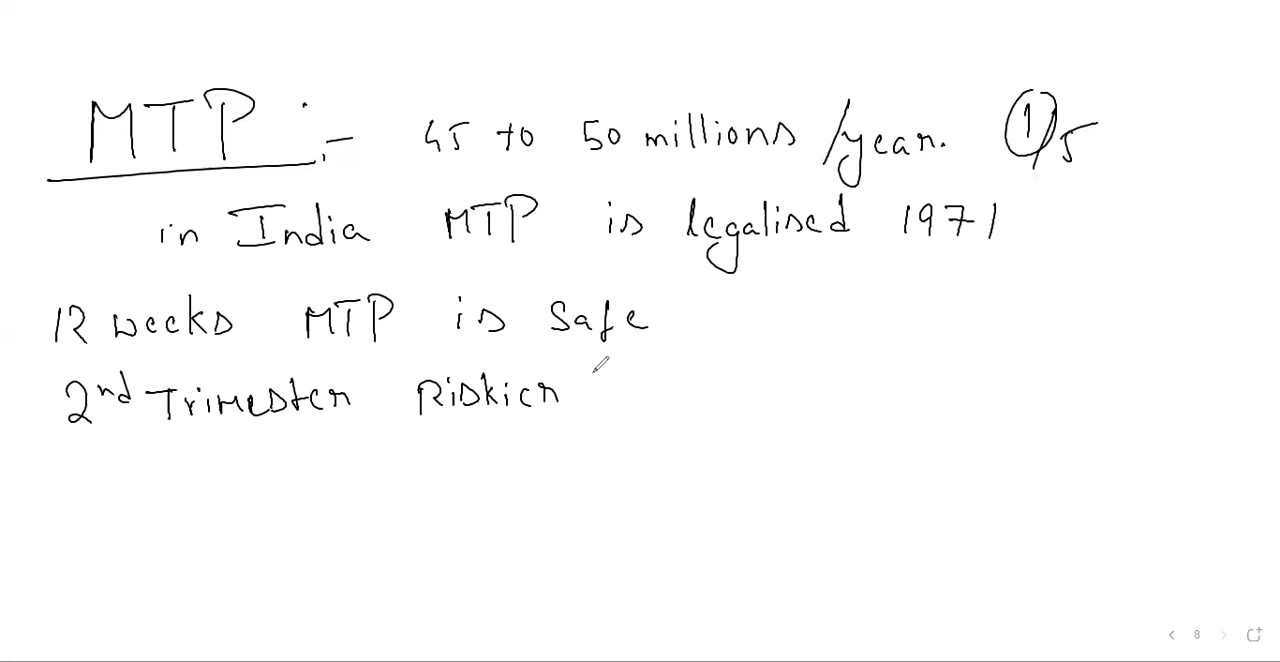 MTP :- 45 to 50 millions /year. 1/5
in India MTP is legalised 1971
12 weeks MTP is safe
2nd Trimester Riskier
8